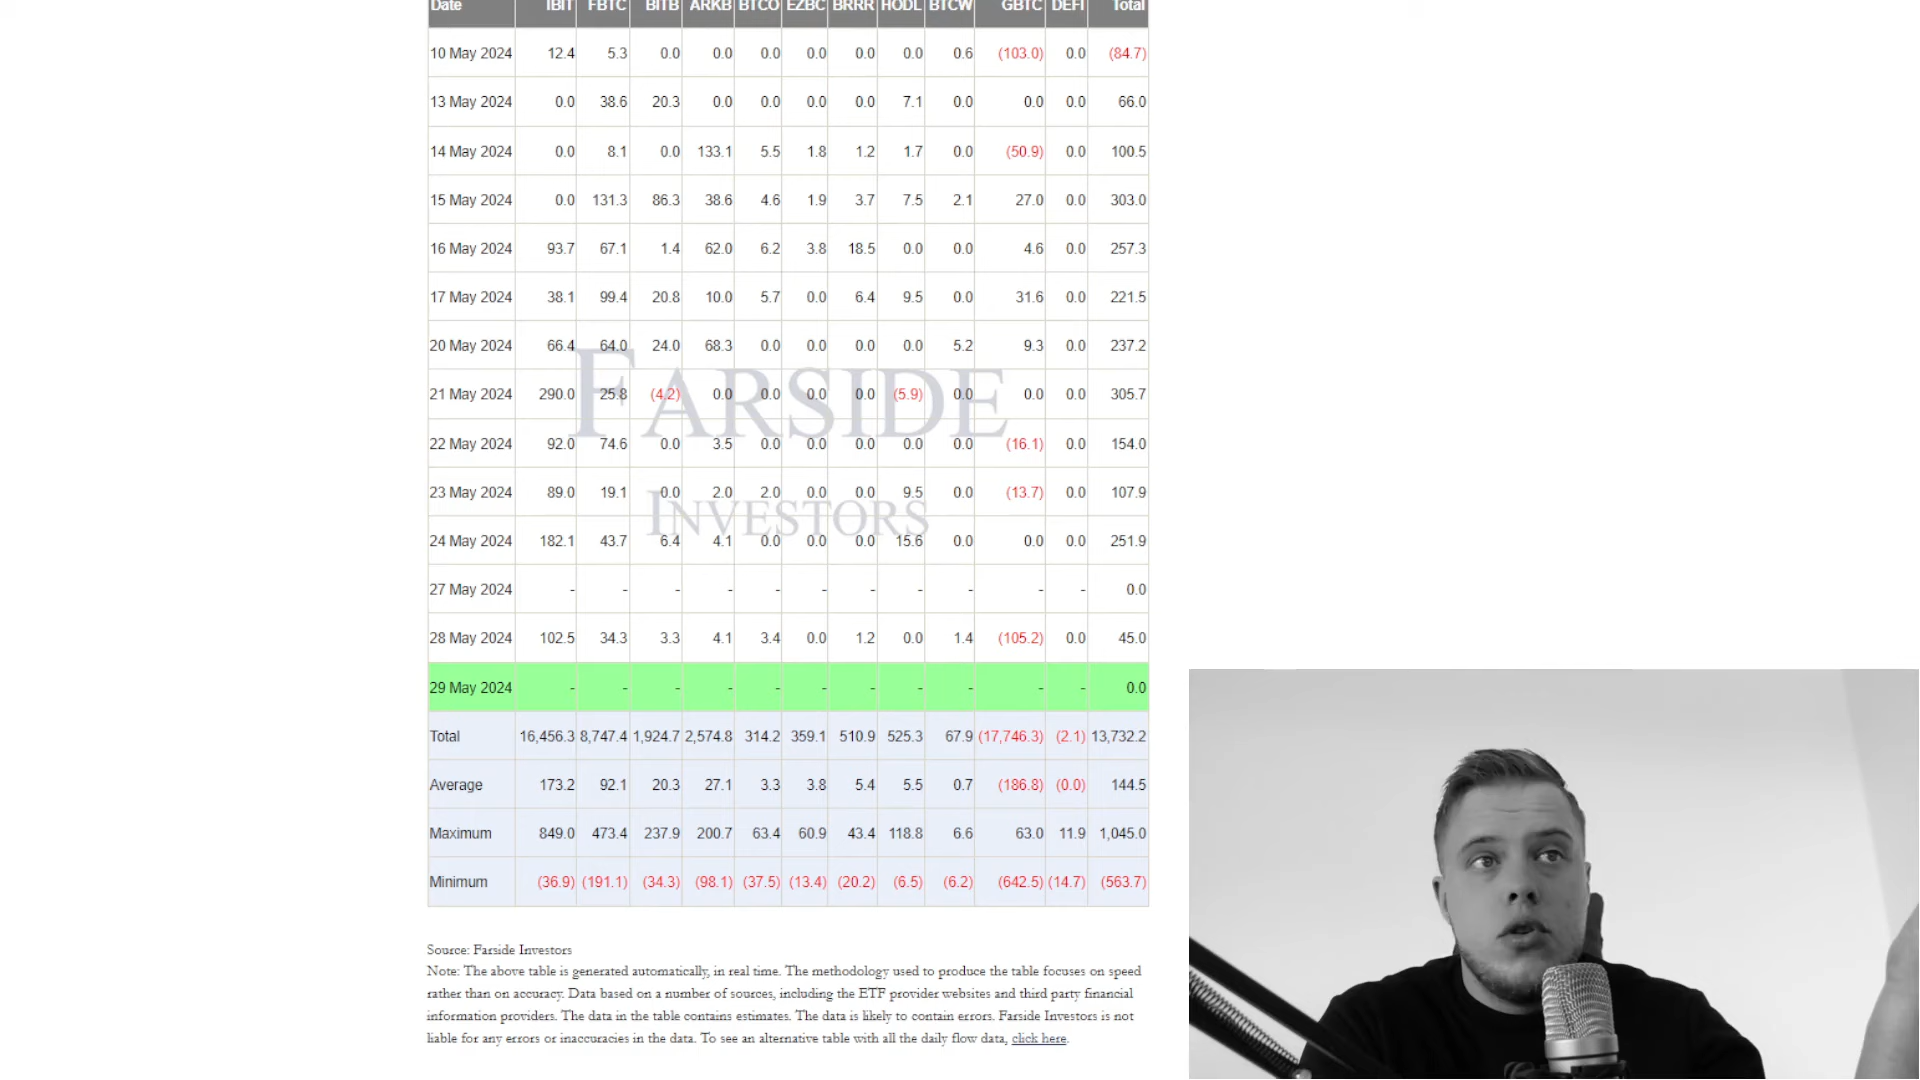 Date IBIT FBTC BITB ARKB BTCO EZBC BRRR HODL BTCW GBTC DEFI Total
10 May 2024 12.4 5.3 0.0 0.0 0.0 0.0 0.0 0.0 0.6 (103.0) 0.0 (84.7)
13 May 2024 0.0 38.6 20.3 0.0 0.0 0.0 0.0 7.1 0.0 0.0 0.0 66.0
14 May 2024 0.0 8.1 0.0 133.1 5.5 1.8 1.2 1.7 0.0 (50.9) 0.0 100.5
15 May 2024 0.0 131.3 86.3 38.6 4.6 1.9 3.7 7.5 2.1 27.0 0.0 303.0
16 May 2024 93.7 67.1 1.4 62.0 6.2 3.8 18.5 0.0 0.0 4.6 0.0 257.3
17 May 2024 38.1 99.4 20.8 10.0 5.7 0.0 6.4 9.5 0.0 31.6 0.0 221.5
20 May 2024 66.4 64.0 24.0 68.3 0.0 0.0 0.0 0.0 5.2 9.3 0.0 237.2
21 May 2024 290.0 25.8 (4.2) 0.0 0.0 0.0 0.0 (5.9) 0.0 0.0 0.0 305.7
FARSIDE
22 May 2024 92.0 74.6 0.0 3.5 0.0 0.0 0.0 0.0 0.0 (16.1) 0.0 154.0
23 May 2024 89.0 19.1 0.0 2.0 2.0 0.0 0.0 9.5 0.0 (13.7) 0.0 107.9
INVESTORS
24 May 2024 182.1 43.7 6.4 4.1 0.0 0.0 0.0 15.6 0.0 0.0 0.0 251.9
27 May 2024 - - - - - - - - - - - 0.0
28 May 2024 102.5 34.3 3.3 4.1 3.4 0.0 1.2 0.0 1.4 (105.2) 0.0 45.0
29 May 2024 - - - - - - - - - - - 0.0
Total 16,456.3 8,747.4 1,924.7 2,574.8 314.2 359.1 510.9 525.3 67.9 (17,746.3) (2.1) 13,732.2
Average 173.2 92.1 20.3 27.1 3.3 3.8 5.4 5.5 0.7 (186.8) (0.0) 144.5
Maximum 849.0 473.4 237.9 200.7 63.4 60.9 43.4 118.8 6.6 63.0 11.9 1,045.0
Minimum (36.9) (191.1) (34.3) (98.1) (37.5) (13.4) (20.2) (6.5) (6.2) (642.5) (14.7) (563.7)
Source: Farside Investors
Note: The above table is generated automatically, in real time. The methodology used to produce the table focuses on speed
rather than on accuracy. Data based on a number of sources, including the ETF provider websites and third party financial
information providers. The data in the table contains estimates. The data is likely to contain errors. Farside Investors is not
liable for any errors or inaccuracies in the data. To see an alternative table with all the daily flow data, click here.